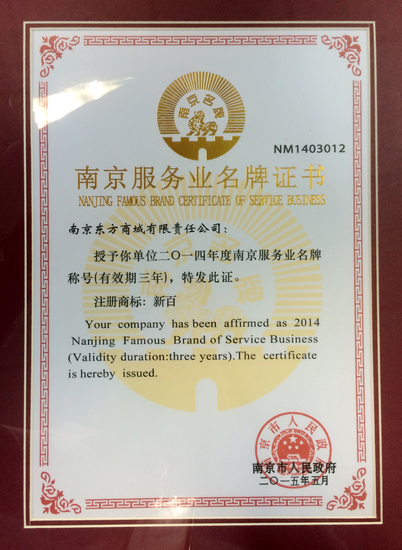 南京名牌
NM1403012
南京服务业名牌证书
NANJING FAMOUS BRAND CERTIFICATE OF SERVICE BUSINESS
南京东方商城有限责任公司：
授予你单位二〇一四年度南京服务业名牌
称号(有效期三年)，特发此证。
注册商标：新百
Your company has been affirmed as 2014
Nanjing Famous Brand of Service Business
(Validity duration:three years).The certificate
is hereby issued.
南京市人民政府
南京市人民政府
二〇一五年五月